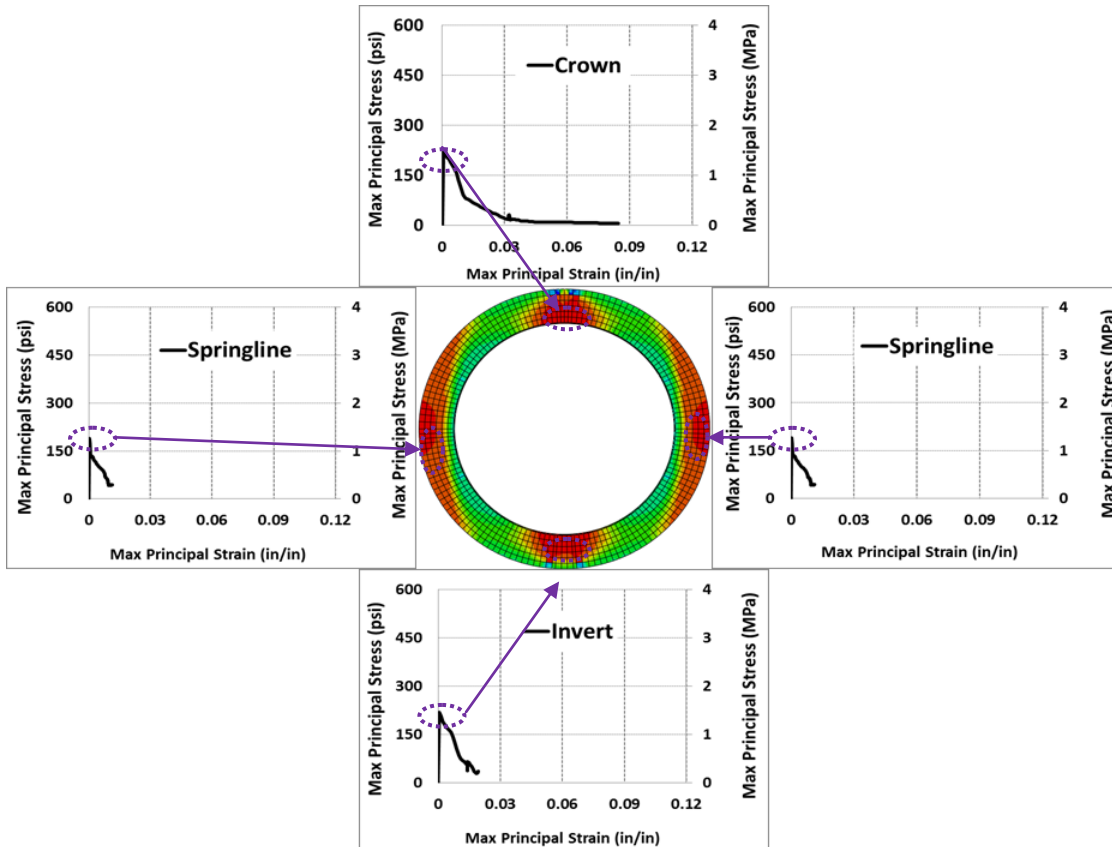 Max Principal Stress (psi)
600
450
300
150
0
Crown
4
3
2
1
0
Max Principal Stress (MPa)
0 0.03 0.06 0.09 0.12
Max Principal Strain (in/in)
Max Principal Stress (psi)
600
450
300
150
0
Springline
4
3
2
1
0
Max Principal Stress (MPa)
0 0.03 0.06 0.09 0.12
Max Principal Strain (in/in)
Max Principal Stress (psi)
600
450
300
150
0
Springline
4
3
2
1
0
Max Principal Stress (MPa)
0 0.03 0.06 0.09 0.12
Max Principal Strain (in/in)
Max Principal Stress (psi)
600
450
300
150
0
Invert
4
3
2
1
0
Max Principal Stress (MPa)
0 0.03 0.06 0.09 0.12
Max Principal Strain (in/in)